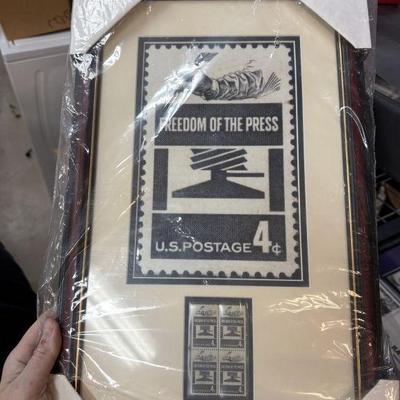 FREEDOM OF THE PRESS
U.S.POSTAGE 4¢